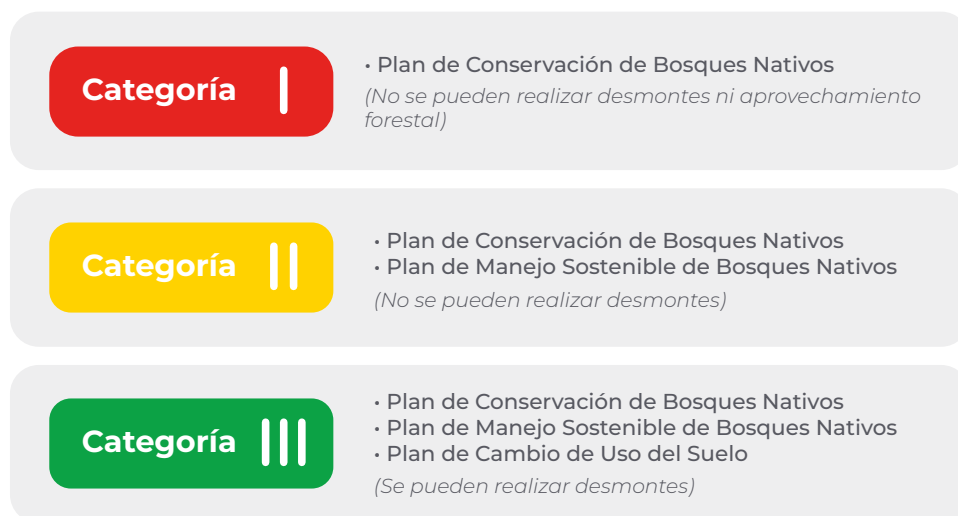 Categoría I
• Plan de Conservación de Bosques Nativos
(No se pueden realizar desmontes ni aprovechamiento
forestal)
Categoría II
• Plan de Conservación de Bosques Nativos
• Plan de Manejo Sostenible de Bosques Nativos
(No se pueden realizar desmontes)
Categoría III
• Plan de Conservación de Bosques Nativos
• Plan de Manejo Sostenible de Bosques Nativos
• Plan de Cambio de Uso del Suelo
(Se pueden realizar desmontes)